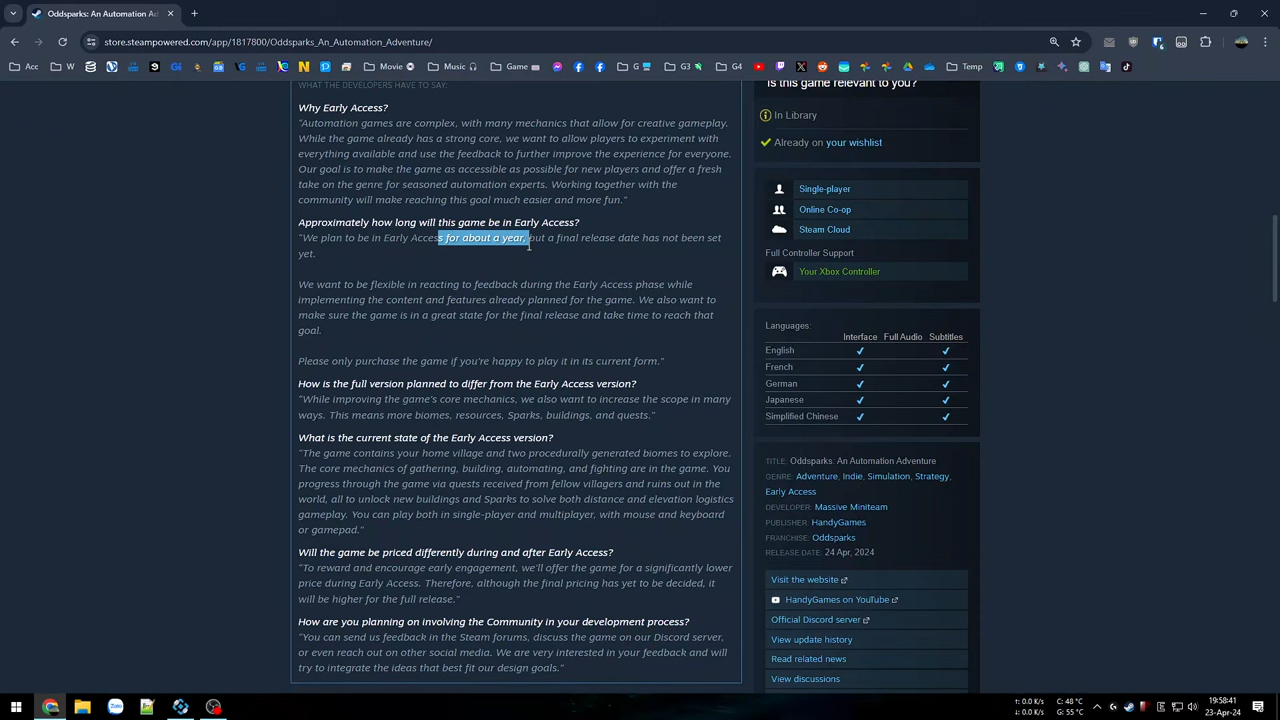 Oddsparks: An Automation Ad
store.steampowered.com/app/1817800/Oddsparks_An_Automation_Adventure/
Acc
W
Movie
Music
Game
G
G3
G4
Temp
WHAT THE DEVELOPERS HAVE TO SAY:
Why Early Access?
"Automation games are complex, with many mechanics that allow for creative gameplay.
While the game already has a strong core, we want to allow players to experiment with
everything available and use the feedback to further improve the experience for everyone.
Our goal is to make the game as accessible as possible for new players and offer a fresh
take on the genre for seasoned automation experts. Working together with the
community will make reaching this goal much easier and more fun."
Approximately how long will this game be in Early Access?
"We plan to be in Early Access for about a year, but a final release date has not been set
yet.
We want to be flexible in reacting to feedback during the Early Access phase while
implementing the content and features already planned for the game. We also want to
make sure the game is in a great state for the final release and take time to reach that
goal.
Please only purchase the game if you're happy to play it in its current form."
How is the full version planned to differ from the Early Access version?
"While improving the game's core mechanics, we also want to increase the scope in many
ways. This means more biomes, resources, Sparks, buildings, and quests."
What is the current state of the Early Access version?
"The game contains your home village and two procedurally generated biomes to explore.
The core mechanics of gathering, building, automating, and fighting are in the game. You
progress through the game via quests received from fellow villagers and ruins out in the
world, all to unlock new buildings and Sparks to solve both distance and elevation logistics
gameplay. You can play both in single-player and multiplayer, with mouse and keyboard
or gamepad."
Will the game be priced differently during and after Early Access?
"To reward and encourage early engagement, we'll offer the game for a significantly lower
price during Early Access. Therefore, although the final pricing has yet to be decided, it
will be higher for the full release."
How are you planning on involving the Community in your development process?
"You can send us feedback in the Steam forums, discuss the game on our Discord server,
or even reach out on other social media. We are very interested in your feedback and will
try to integrate the ideas that best fit our design goals."
Is this game relevant to you?
In Library
Already on your wishlist
Single-player
Online Co-op
Steam Cloud
Full Controller Support
Your Xbox Controller
Languages:
Interface Full Audio Subtitles
English ✔ ✔
French ✔ ✔
German ✔ ✔
Japanese ✔ ✔
Simplified Chinese ✔ ✔
TITLE: Oddsparks: An Automation Adventure
GENRE: Adventure, Indie, Simulation, Strategy,
Early Access
DEVELOPER: Massive Miniteam
PUBLISHER: HandyGames
FRANCHISE: Oddsparks
RELEASE DATE: 24 Apr, 2024
Visit the website
HandyGames on YouTube
Official Discord server
View update history
Read related news
View discussions
Zalo
↑: 0.0 K/s
↓: 0.0 K/s
C: 48 °C
G: 55 °C
19:58:41
23-Apr-24